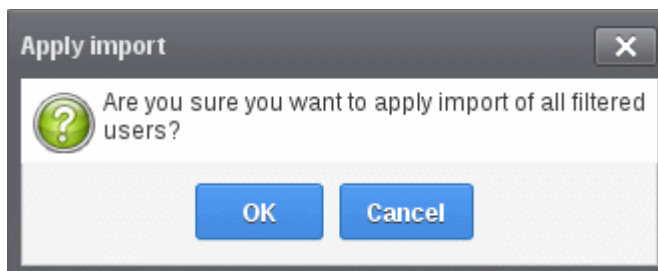 Apply import
Are you sure you want to apply import of all filtered
users?
OK
Cancel